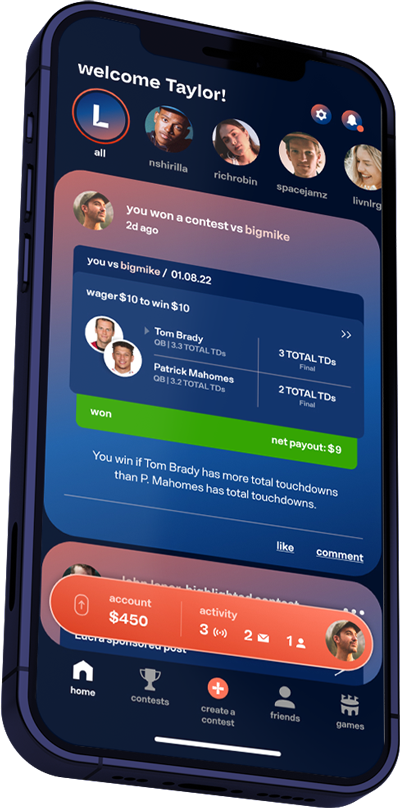 welcome Taylor!
L
all
nshirilla
richrobin
spacejamz
livnlrg
you won a contest vs bigmike
2d ago
you vs bigmike / 01.08.22
wager $10 to win $10
Tom Brady
QB | 3.3 TOTAL TDs
3 TOTAL TDs
Final
Patrick Mahomes
QB | 3.2 TOTAL TDs
2 TOTAL TDs
Final
won
net payout: $9
You win if Tom Brady has more total touchdowns
than P. Mahomes has total touchdowns.
like
comment
highlighted contest
account
$450
activity
3
2
1
sponsored post
home
contests
create a
contest
friends
games